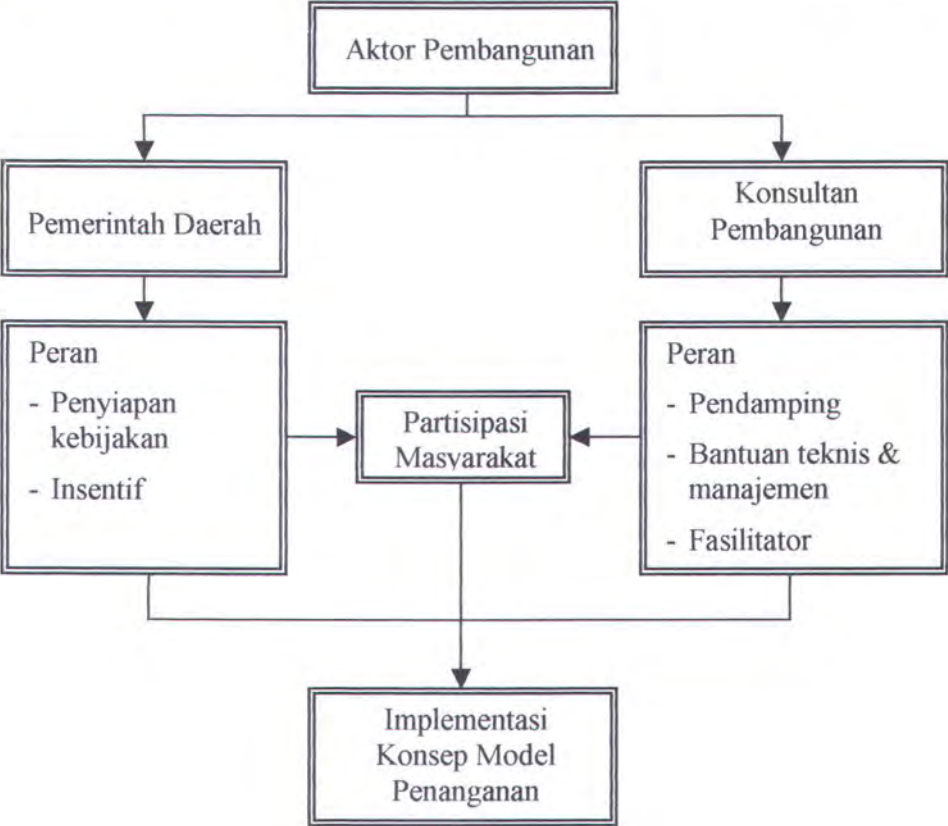 Aktor Pembangunan
Pemerintah Daerah
Konsultan
Pembangunan
Peran
- Penyiapan
kebijakan
- Insentif
Partisipasi
Masyarakat
Peran
- Pendamping
- Bantuan teknis &
manajemen
- Fasilitator
Implementasi
Konsep Model
Penanganan